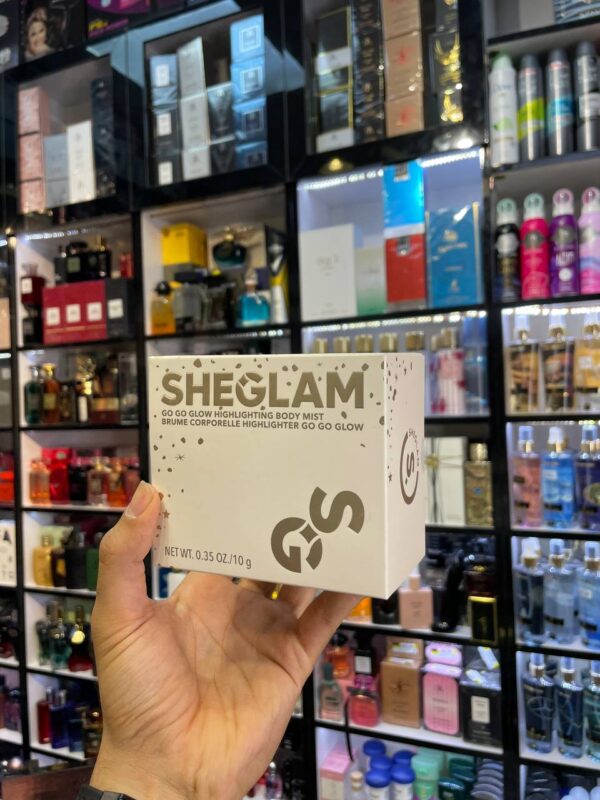 SHEGLAM
GO GO GLOW HIGHLIGHTING BODY MIST
BRUME CORPORELLE HIGHLIGHTER GO GO GLOW
GS
NET WT. 0.35 OZ./10 g